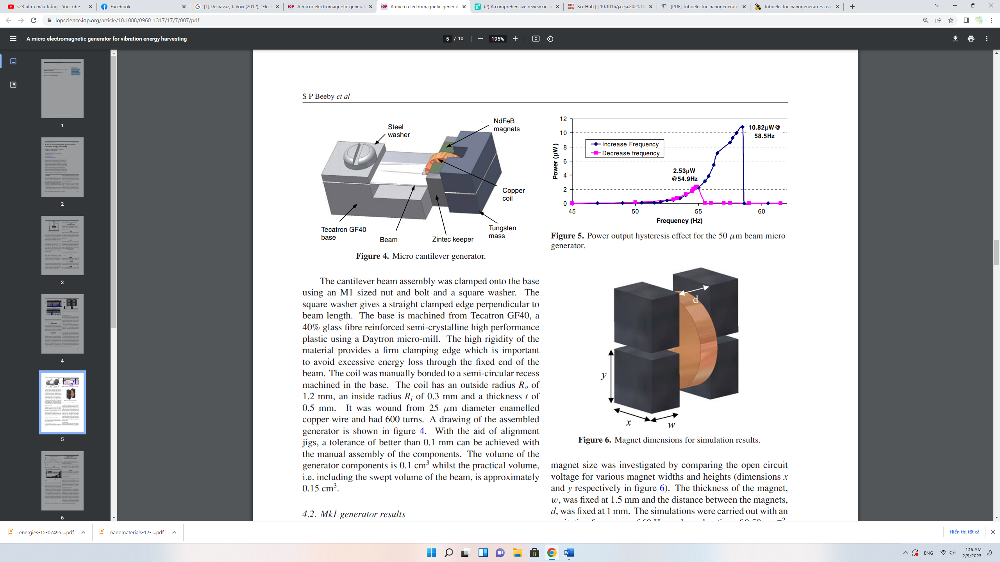 s23 ultra màu trắng - YouTube
Facebook
[1] Delnavaz, J. Voix (2012), "Elect
A micro electromagnetic generat
A micro electromagnetic generat
(2) A comprehensive review on T
Sci-Hub | | 10.1016/j.ceja.2021.10
[PDF] Triboelectric nanogenerato
Triboelectric nanogenerators as n
iopscience.iop.org/article/10.1088/0960-1317/17/7/007/pdf
A micro electromagnetic generator for vibration energy harvesting
5 / 10
195%
1
2
3
4
5
6
S P Beeby et al
Steel
washer
NdFeB
magnets
Copper
coil
Tecatron GF40
base
Beam
Zintec keeper
Tungsten
mass
Figure 4. Micro cantilever generator.
The cantilever beam assembly was clamped onto the base
using an M1 sized nut and bolt and a square washer. The
square washer gives a straight clamped edge perpendicular to
beam length. The base is machined from Tecatron GF40, a
40% glass fibre reinforced semi-crystalline high performance
plastic using a Daytron micro-mill. The high rigidity of the
material provides a firm clamping edge which is important
to avoid excessive energy loss through the fixed end of the
beam. The coil was manually bonded to a semi-circular recess
machined in the base. The coil has an outside radius Ro of
1.2 mm, an inside radius Ri of 0.3 mm and a thickness t of
0.5 mm. It was wound from 25 μm diameter enamelled
copper wire and had 600 turns. A drawing of the assembled
generator is shown in figure 4. With the aid of alignment
jigs, a tolerance of better than 0.1 mm can be achieved with
the manual assembly of the components. The volume of the
generator components is 0.1 cm³ whilst the practical volume,
i.e. including the swept volume of the beam, is approximately
0.15 cm³.
4.2. Mk1 generator results
12
10
8
6
4
2
0
Power (μW)
Increase Frequency
Decrease frequency
10.82μW @
58.5Hz
2.53μW
@54.9Hz
45
50
55
60
Frequency (Hz)
Figure 5. Power output hysteresis effect for the 50 μm beam micro
generator.
d
y
x
w
Figure 6. Magnet dimensions for simulation results.
magnet size was investigated by comparing the open circuit
voltage for various magnet widths and heights (dimensions x
and y respectively in figure 6). The thickness of the magnet,
w, was fixed at 1.5 mm and the distance between the magnets,
d, was fixed at 1 mm. The simulations were carried out with an
energies-15-07495....pdf
nanomaterials-12-....pdf
Hiển thị tất cả
ENG
1:16 AM
2/9/2023